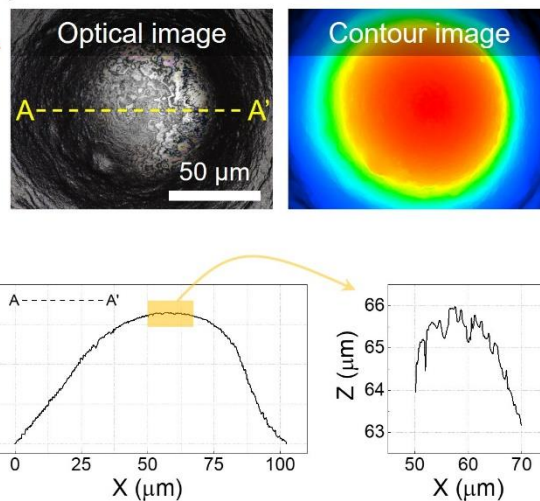 Optical image
Contour image
A
A'
50 μm
A
A'
0
25
50
75
100
X (μm)
66
65
64
63
Z (μm)
50
60
70
X (μm)